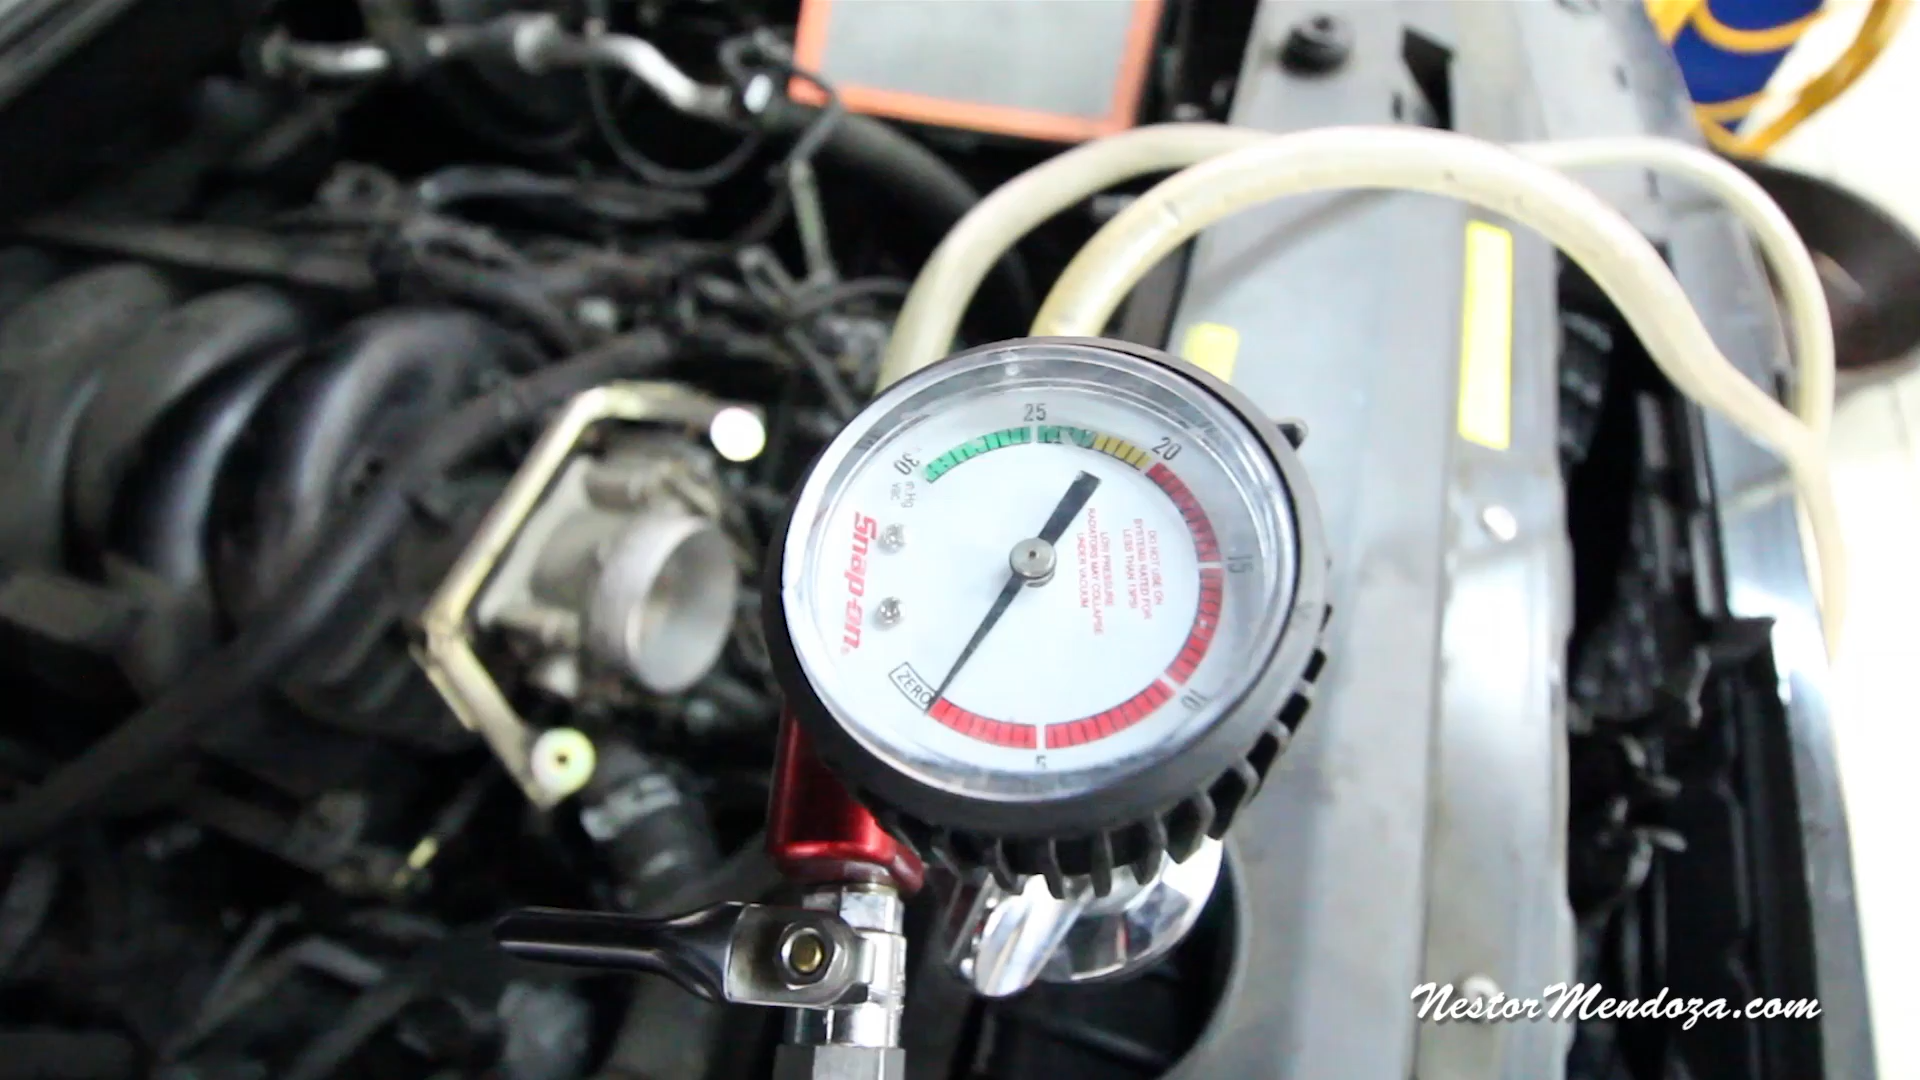 25
20
30
in.Hg
vac
15
Snap-on®
DO NOT USE ON
SYSTEMS RATED FOR
LESS THAN 13PSI
LOW PRESSURE
RADIATORS MAY COLLAPSE
UNDER VACUUM
ZERO
10
5
NestorMendoza.com